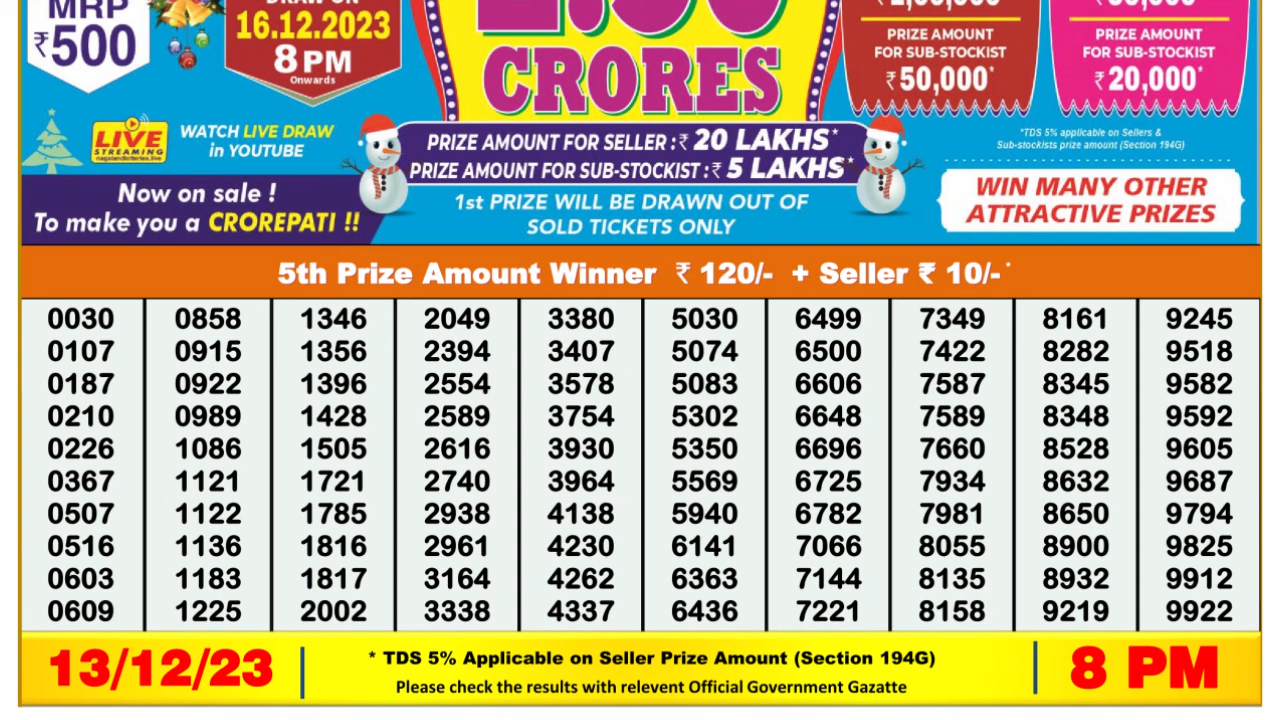 MRP
₹500
DRAW ON
16.12.2023
8 PM
Onwards
CRORES
PRIZE AMOUNT
FOR SUB-STOCKIST
₹ 50,000*
PRIZE AMOUNT
FOR SUB-STOCKIST
₹ 20,000*
LIVE
STREAMING
nagalandlotteries.live
WATCH LIVE DRAW
in YOUTUBE
PRIZE AMOUNT FOR SELLER :₹ 20 LAKHS*
PRIZE AMOUNT FOR SUB-STOCKIST :₹ 5 LAKHS*
*TDS 5% applicable on Sellers &
Sub-stockists prize amount (Section 194G)
Now on sale !
To make you a CROREPATI !!
1st PRIZE WILL BE DRAWN OUT OF
SOLD TICKETS ONLY
WIN MANY OTHER
ATTRACTIVE PRIZES
5th Prize Amount Winner ₹ 120/- + Seller ₹ 10/-*
0030 0858 1346 2049 3380 5030 6499 7349 8161 9245
0107 0915 1356 2394 3407 5074 6500 7422 8282 9518
0187 0922 1396 2554 3578 5083 6606 7587 8345 9582
0210 0989 1428 2589 3754 5302 6648 7589 8348 9592
0226 1086 1505 2616 3930 5350 6696 7660 8528 9605
0367 1121 1721 2740 3964 5569 6725 7934 8632 9687
0507 1122 1785 2938 4138 5940 6782 7981 8650 9794
0516 1136 1816 2961 4230 6141 7066 8055 8900 9825
0603 1183 1817 3164 4262 6363 7144 8135 8932 9912
0609 1225 2002 3338 4337 6436 7221 8158 9219 9922
13/12/23
* TDS 5% Applicable on Seller Prize Amount (Section 194G)
Please check the results with relevent Official Government Gazatte
8 PM